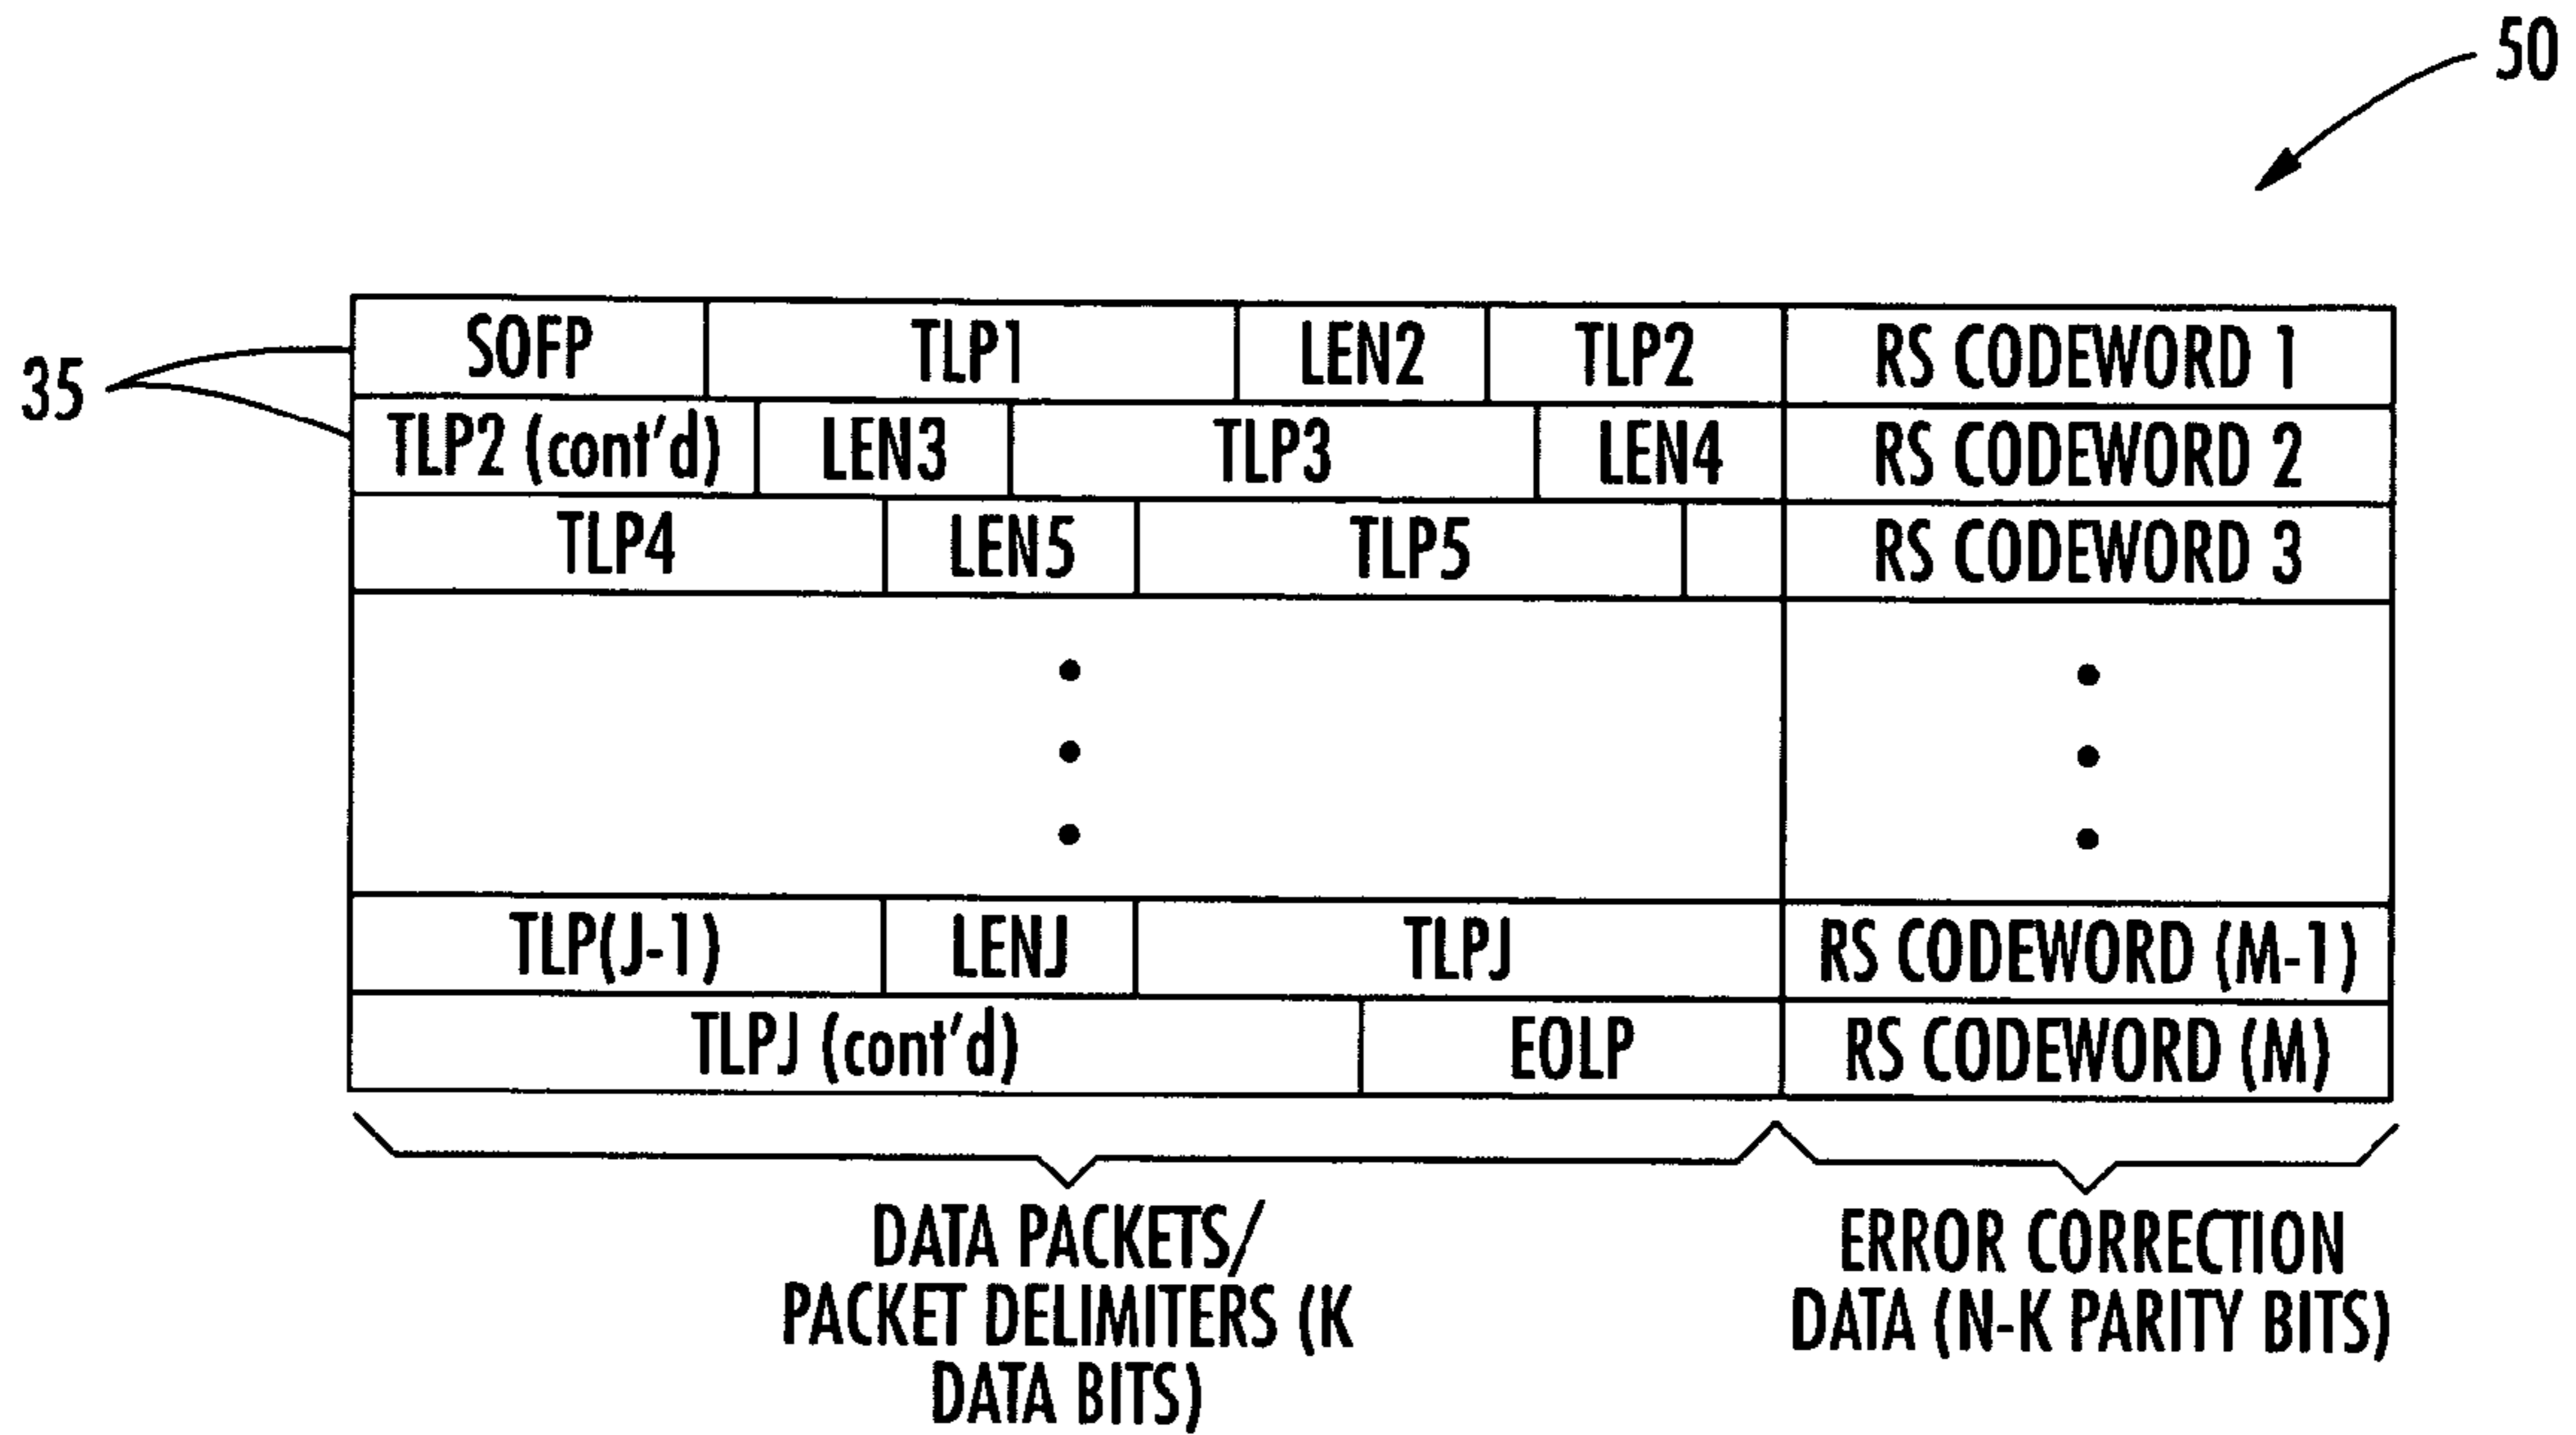 50
35
SOFP TLP1 LEN2 TLP2 RS CODEWORD 1
TLP2 (cont'd) LEN3 TLP3 LEN4 RS CODEWORD 2
TLP4 LEN5 TLP5 RS CODEWORD 3
TLP(J-1) LENJ TLPJ RS CODEWORD (M-1)
TLPJ (cont'd) EOLP RS CODEWORD (M)
DATA PACKETS/
PACKET DELIMITERS (K
DATA BITS)
ERROR CORRECTION
DATA (N-K PARITY BITS)